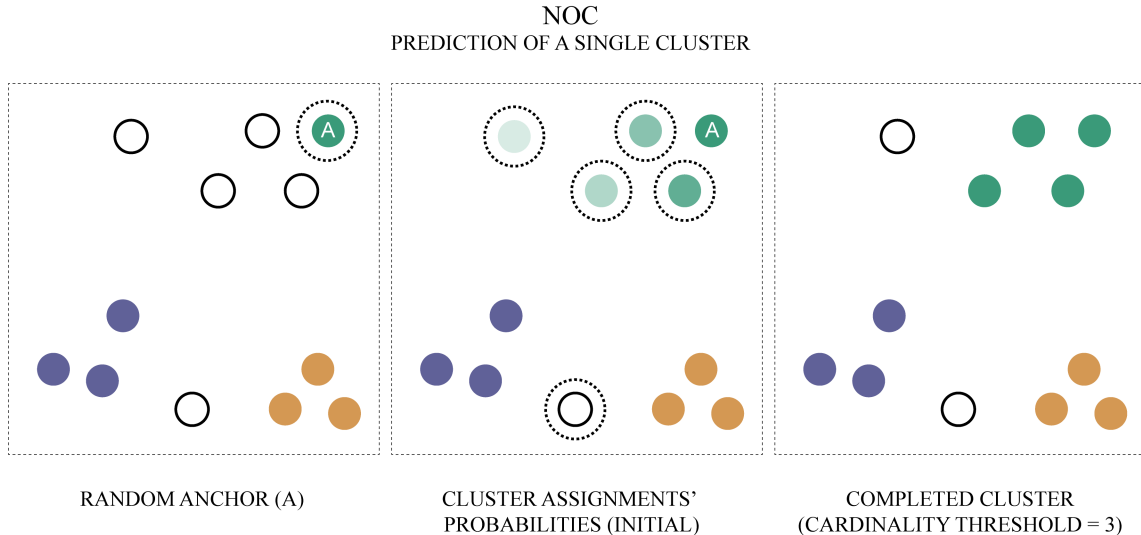 NOC
PREDICTION OF A SINGLE CLUSTER
A
A
RANDOM ANCHOR (A)
CLUSTER ASSIGNMENTS’
PROBABILITIES (INITIAL)
COMPLETED CLUSTER
(CARDINALITY THRESHOLD = 3)